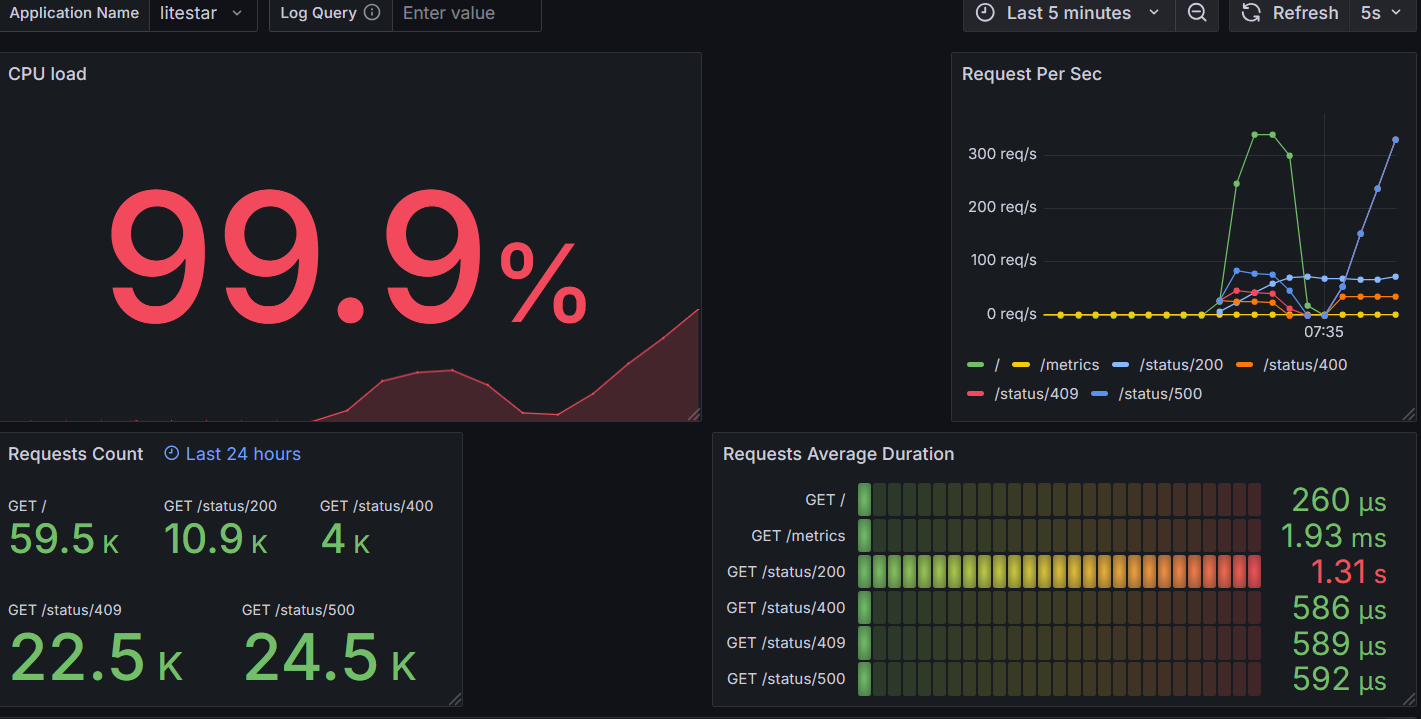 Application Name litestar Log Query Enter value Last 5 minutes Refresh 5s
CPU load
99.9%
Request Per Sec
300 req/s
200 req/s
100 req/s
0 req/s
07:35
/ /metrics /status/200 /status/400
/status/409 /status/500
Requests Count Last 24 hours
GET / GET /status/200 GET /status/400
59.5 K 10.9 K 4 K
GET /status/409 GET /status/500
22.5 K 24.5 K
Requests Average Duration
GET / 260 µs
GET /metrics 1.93 ms
GET /status/200 1.31 s
GET /status/400 586 µs
GET /status/409 589 µs
GET /status/500 592 µs